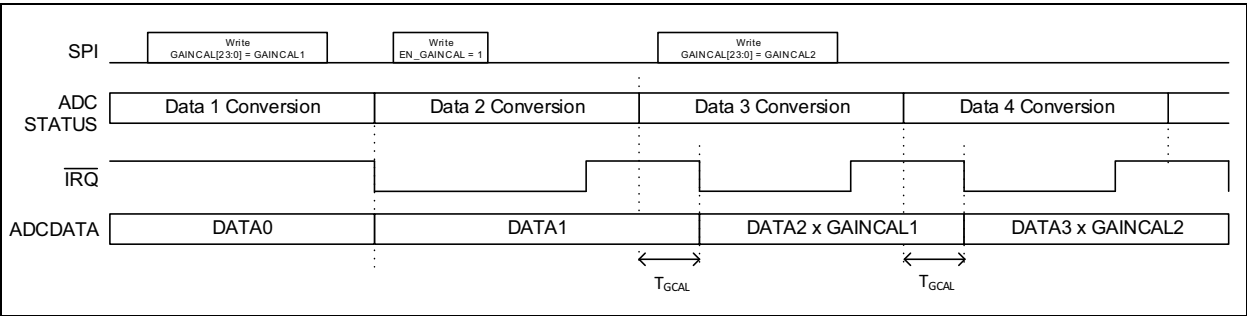 SPI
Write
GAINCAL[23:0] = GAINCAL1
Write
EN_GAINCAL = 1
Write
GAINCAL[23:0] = GAINCAL2
ADC
STATUS
Data 1 Conversion
Data 2 Conversion
Data 3 Conversion
Data 4 Conversion
IRQ
ADCDATA
DATA0
DATA1
DATA2 x GAINCAL1
DATA3 x GAINCAL2
TGCAL
TGCAL